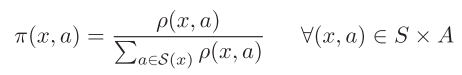 π(x, a) = ρ(x, a) / ∑_{a∈𝒮(x)} ρ(x, a)    ∀(x, a) ∈ S × A